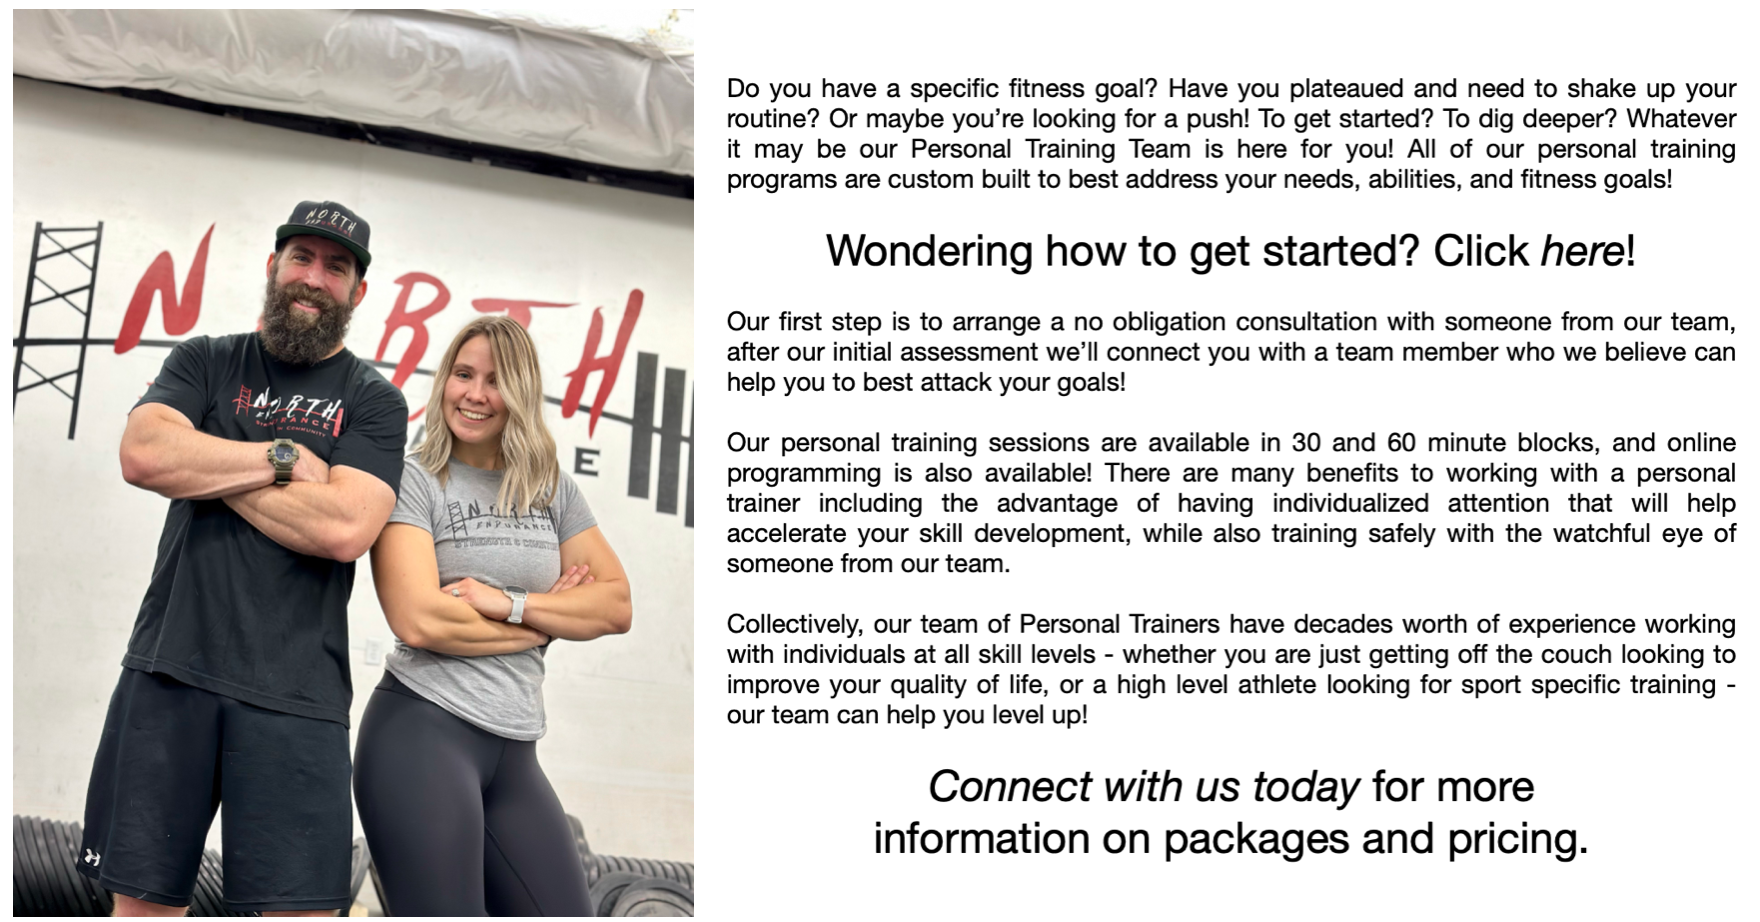 NORTH
NORTH
E
NORTH
ENDURANCE
STRENGTH & COMMUNITY
NORTH
ENDURANCE
STRENGTH &
Do you have a specific fitness goal? Have you plateaued and need to shake up your
routine? Or maybe you’re looking for a push! To get started? To dig deeper? Whatever
it may be our Personal Training Team is here for you! All of our personal training
programs are custom built to best address your needs, abilities, and fitness goals!
Wondering how to get started? Click here!
Our first step is to arrange a no obligation consultation with someone from our team,
after our initial assessment we’ll connect you with a team member who we believe can
help you to best attack your goals!
Our personal training sessions are available in 30 and 60 minute blocks, and online
programming is also available! There are many benefits to working with a personal
trainer including the advantage of having individualized attention that will help
accelerate your skill development, while also training safely with the watchful eye of
someone from our team.
Collectively, our team of Personal Trainers have decades worth of experience working
with individuals at all skill levels - whether you are just getting off the couch looking to
improve your quality of life, or a high level athlete looking for sport specific training -
our team can help you level up!
Connect with us today for more
information on packages and pricing.